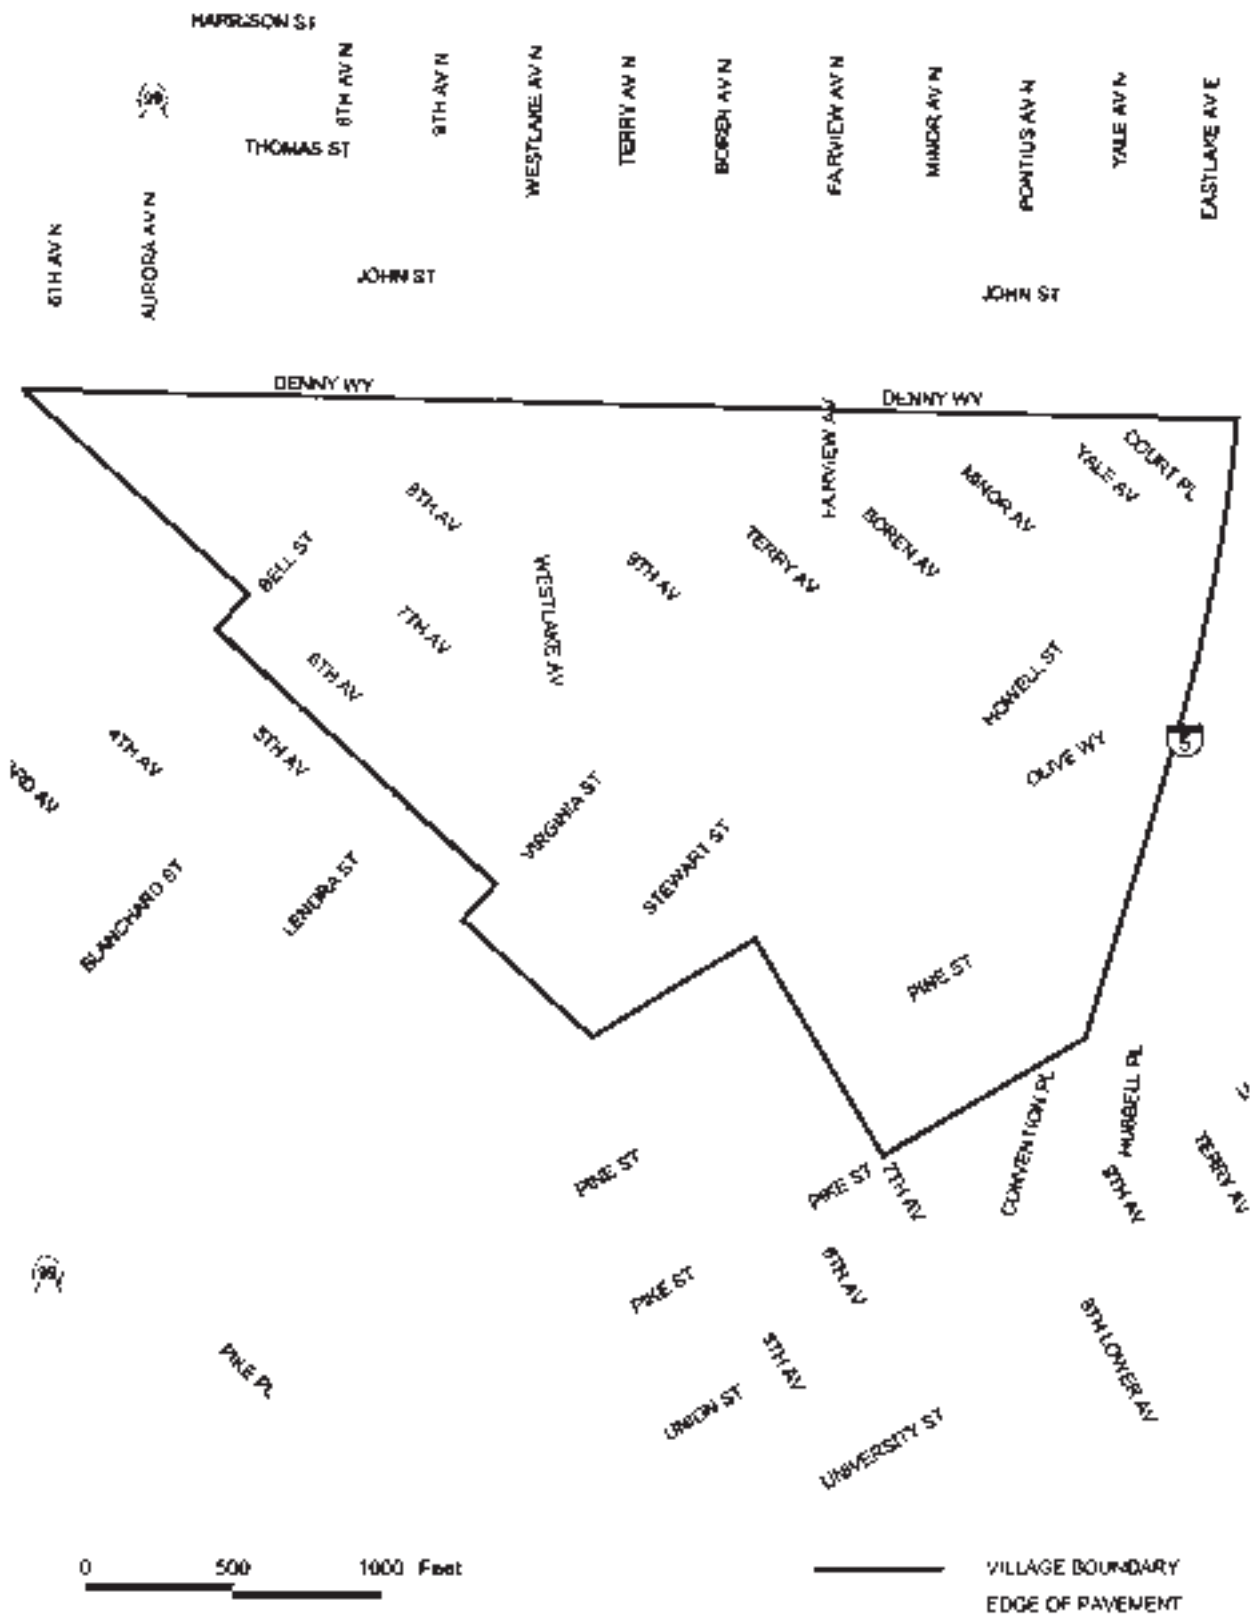 HARRISON ST
8TH AV N
9TH AV N
WESTLAKE AV N
TERRY AV N
BOREN AV N
FAIRVIEW AV N
MINOR AV N
PONTIUS AV N
YALE AV N
EASTLAKE AV E
99
THOMAS ST
6TH AV N
AURORA AV N
JOHN ST
JOHN ST
DENNY WY
DENNY WY
FAIRVIEW AV
COURT PL
YALE AV
MINOR AV
BOREN AV
TERRY AV
9TH AV
8TH AV
WESTLAKE AV
BELL ST
7TH AV
6TH AV
HOWELL ST
OLIVE WY
5
4TH AV
5TH AV
RD AV
VIRGINIA ST
STEWART ST
BLANCHARD ST
LENORA ST
PINE ST
CONVENTION PL
HUBBELL PL
PINE ST
PIKE ST
7TH AV
9TH AV
TERRY AV
99
PIKE ST
6TH AV
5TH AV
8TH LOWER AV
PIKE PL
UNION ST
UNIVERSITY ST
0 500 1000 Feet
VILLAGE BOUNDARY
EDGE OF PAVEMENT